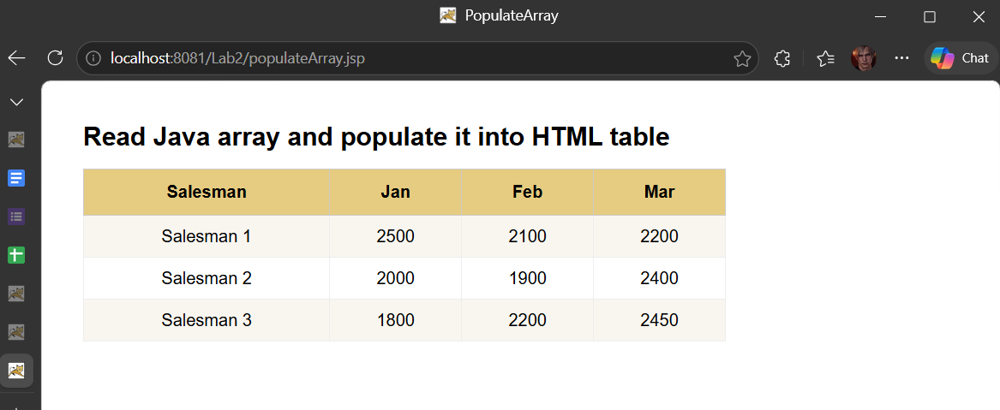 PopulateArray
localhost:8081/Lab2/populateArray.jsp
Chat
Read Java array and populate it into HTML table
Salesman Jan Feb Mar
Salesman 1 2500 2100 2200
Salesman 2 2000 1900 2400
Salesman 3 1800 2200 2450